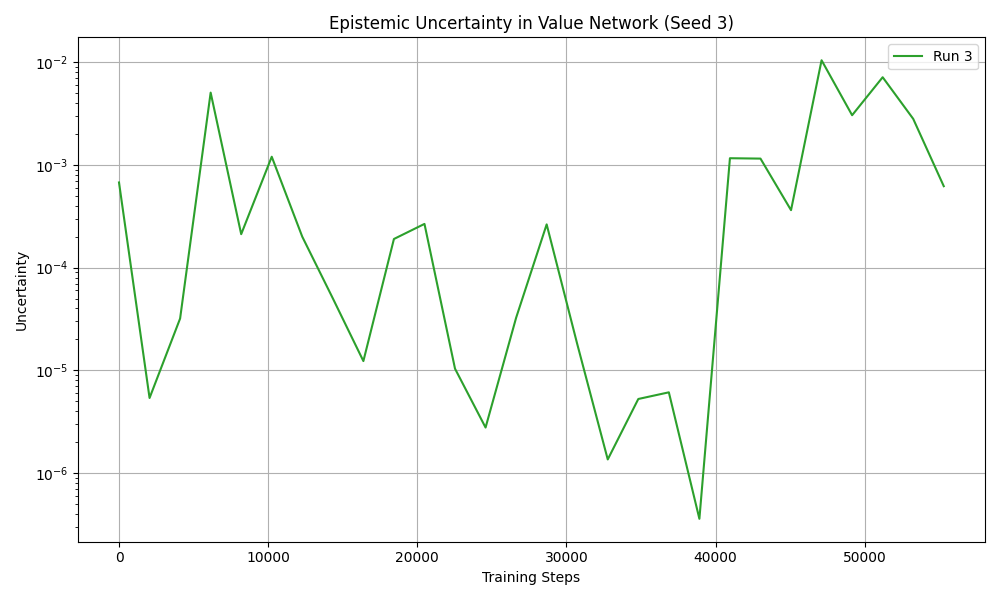 Epistemic Uncertainty in Value Network (Seed 3)
Run 3
Uncertainty
10⁻²
10⁻³
10⁻⁴
10⁻⁵
10⁻⁶
0 10000 20000 30000 40000 50000
Training Steps